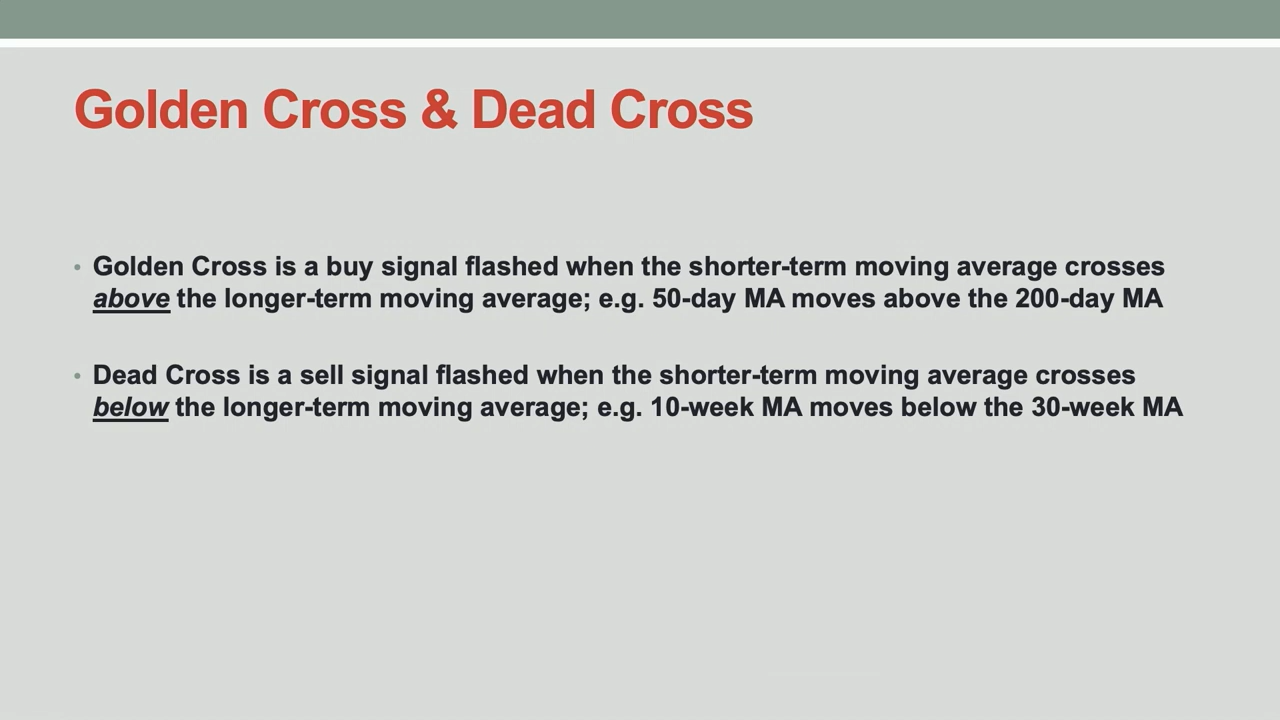 Golden Cross & Dead Cross
• Golden Cross is a buy signal flashed when the shorter-term moving average crosses
above the longer-term moving average; e.g. 50-day MA moves above the 200-day MA
• Dead Cross is a sell signal flashed when the shorter-term moving average crosses
below the longer-term moving average; e.g. 10-week MA moves below the 30-week MA